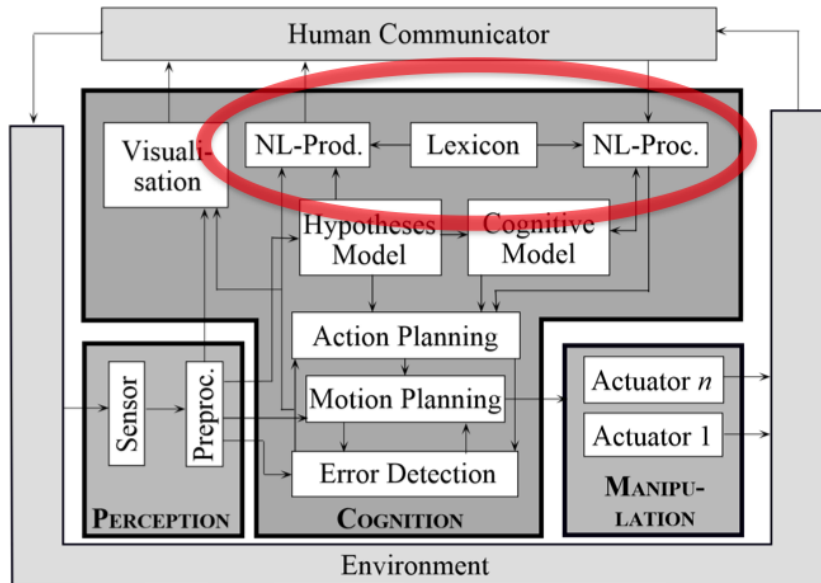 Human Communicator
Visuali-
sation
NL-Prod.
Lexicon
NL-Proc.
Hypotheses
Model
Cognitive
Model
Action Planning
Motion Planning
Error Detection
Sensor
Preproc.
Actuator n
Actuator 1
PERCEPTION
COGNITION
MANIPU-
LATION
Environment